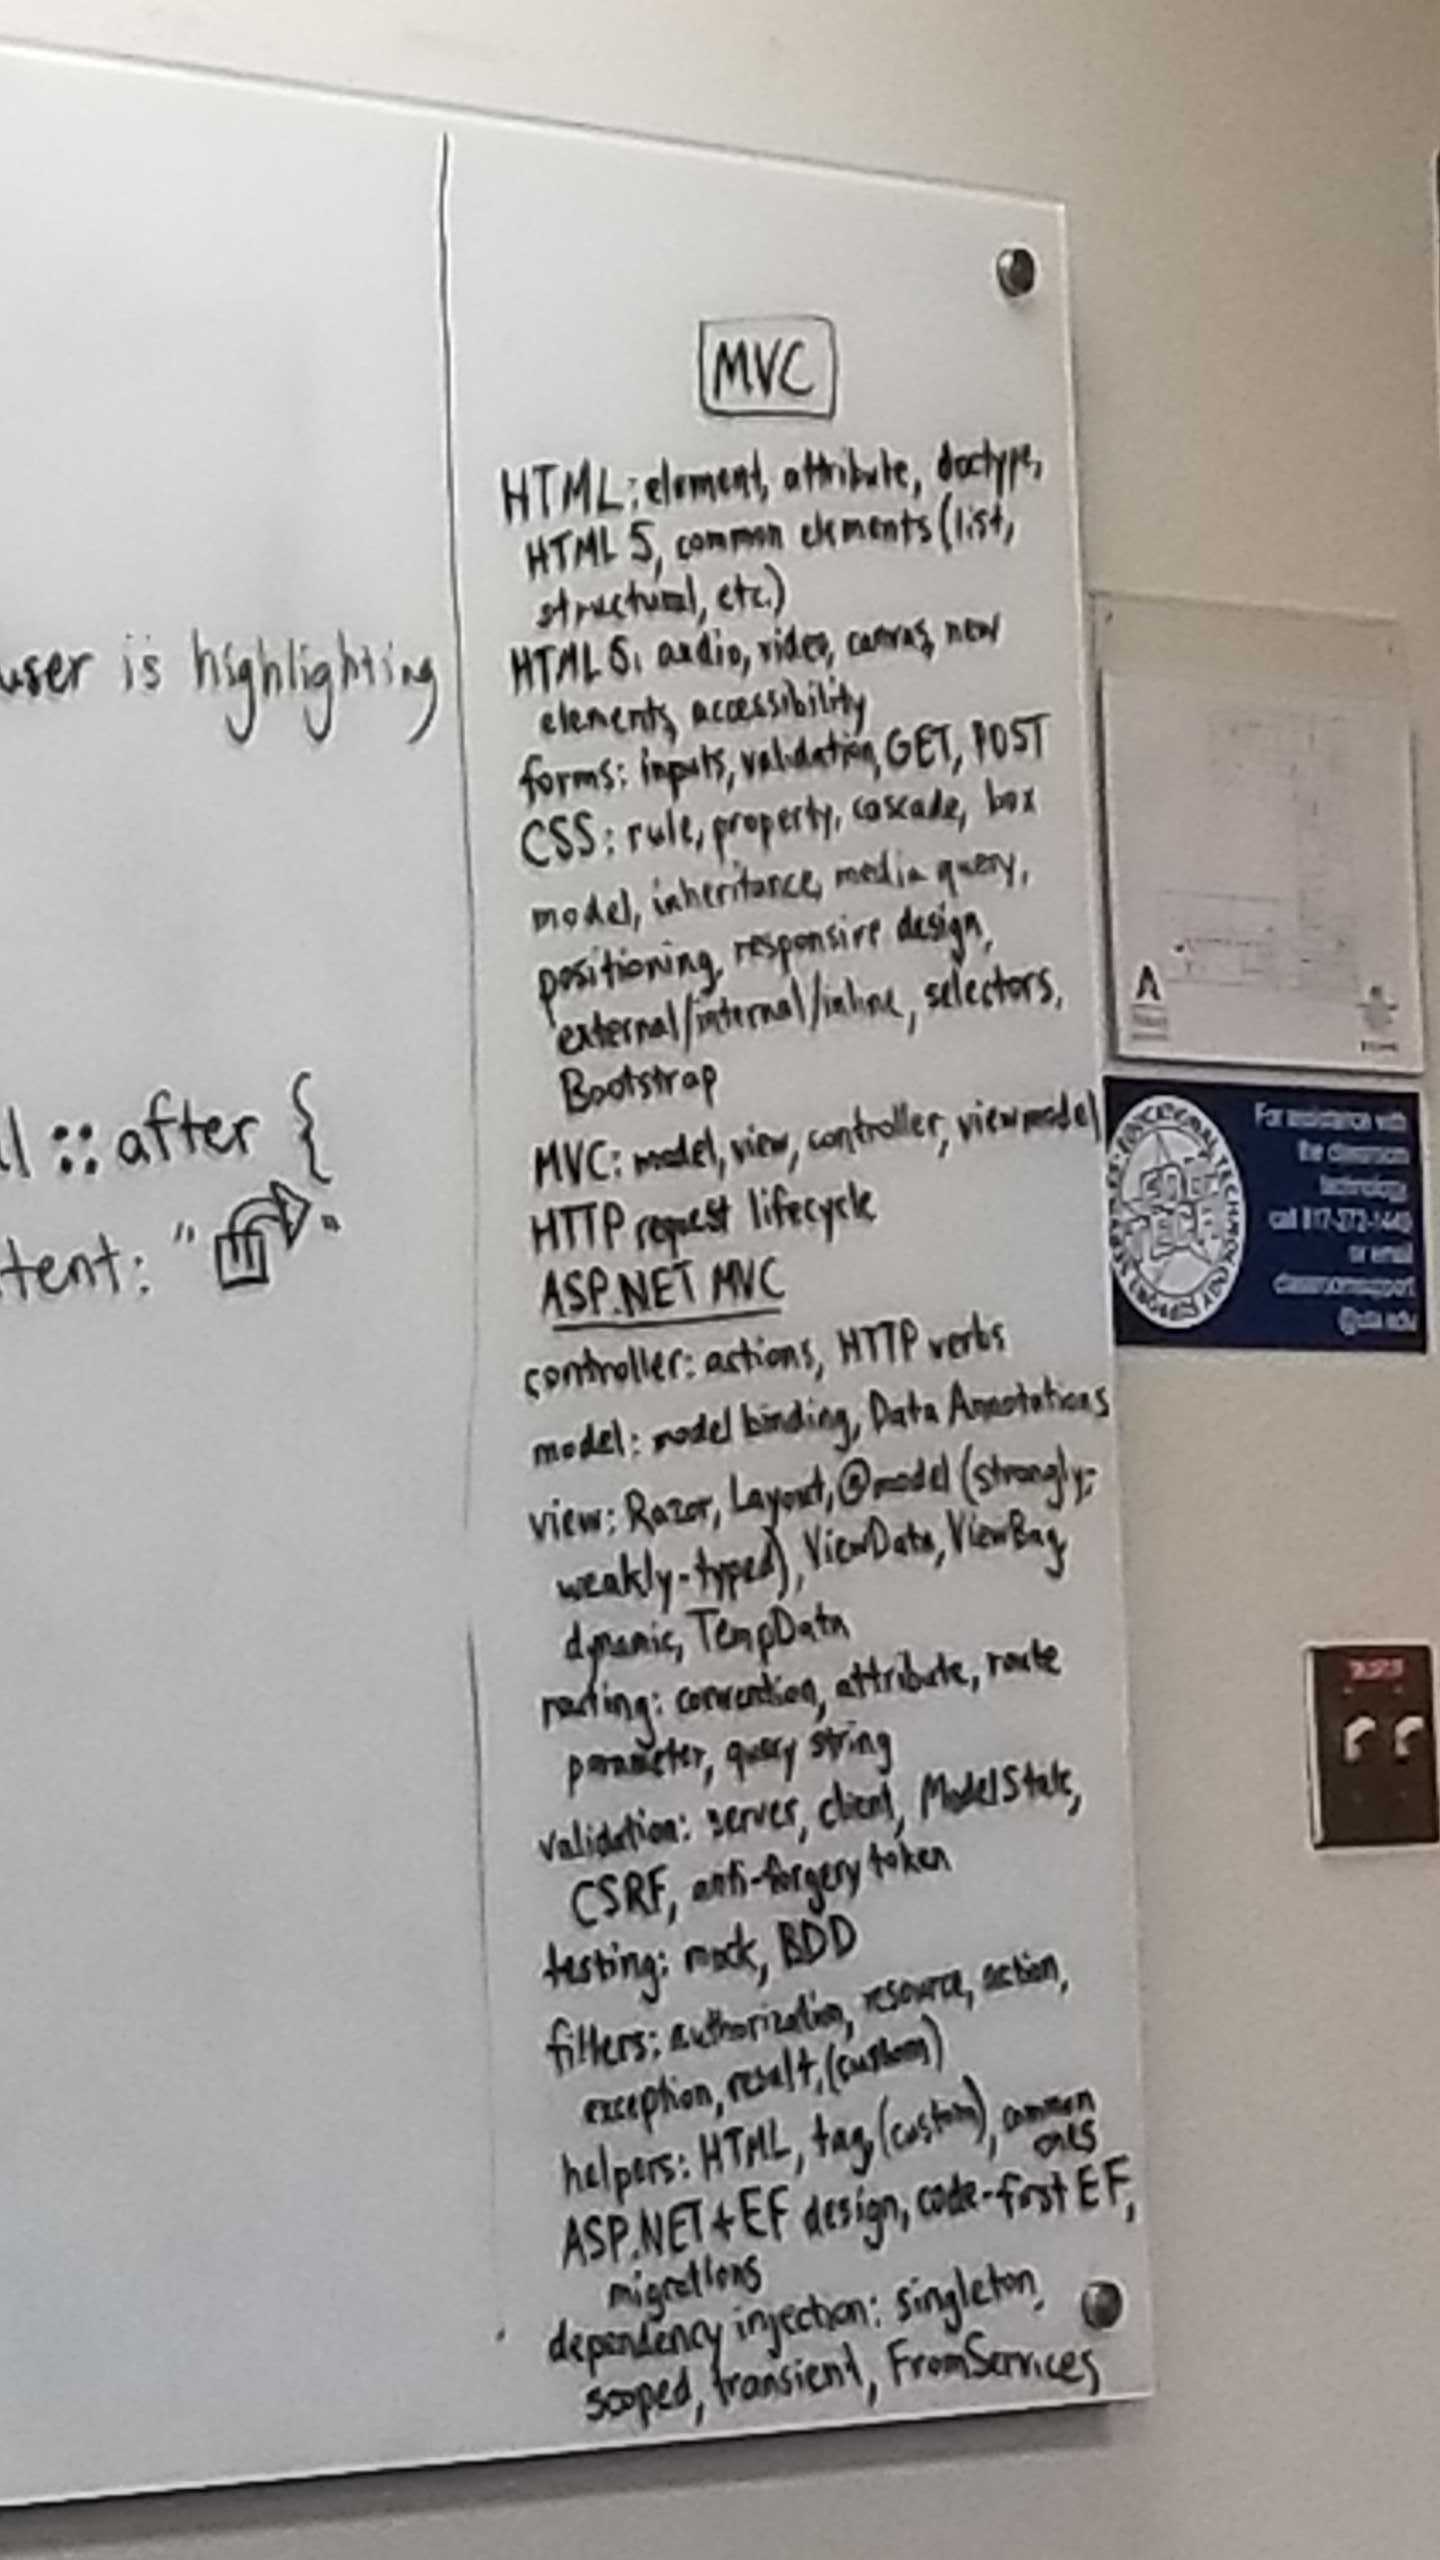 user is highlighting
::after {
tent: "
MVC
HTML: element, attribute, doctype,
HTML 5, common elements (list,
structural, etc.)
HTML 5: audio, video, canvas, new
elements, accessibility
forms: inputs, validation, GET, POST
CSS: rule, property, cascade, box
model, inheritance, media query,
positioning, responsive design,
external/internal/inline, selectors,
Bootstrap
MVC: model, view, controller, viewmodel
HTTP request lifecycle
ASP.NET MVC
controller: actions, HTTP verbs
model: model binding, Data Annotations
view: Razor, Layout, @model (strongly-;
weakly-typed), ViewData, ViewBag
dynamic, TempData
routing: convention, attribute, route
parameter, query string
validation: server, client, ModelState,
CSRF, anti-forgery token
testing: mock, BDD
filters: authorization, resource, action,
exception, result, (custom)
helpers: HTML, tag, (custom), common
ones
ASP.NET + EF design, code-first EF,
migrations
dependency injection: singleton,
scoped, transient, FromServices,
For assistance with
the classroom
technology,
call 817-272-1440
or email
classroomsupport
@uta.edu
EDUCATIONAL TECHNOLOGY
EDU
TECH
A